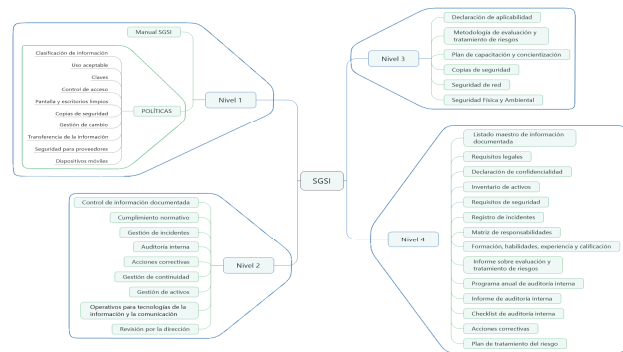 Manual SGSI
Clasificación de información
Uso aceptable
Claves
Control de acceso
Pantalla y escritorios limpios
Copias de seguridad
Gestión de cambio
Transferencia de la información
Seguridad para proveedores
Dispositivos móviles
POLÍTICAS
Nivel 1
Control de información documentada
Cumplimiento normativo
Gestión de incidentes
Auditoría interna
Acciones correctivas
Gestión de continuidad
Gestión de activos
Operativos para tecnologías de la
información y la comunicación
Revisión por la dirección
Nivel 2
SGSI
Nivel 3
Declaración de aplicabilidad
Metodología de evaluación y
tratamiento de riesgos
Plan de capacitación y concientización
Copias de seguridad
Seguridad de red
Seguridad Física y Ambiental
Nivel 4
Listado maestro de información
documentada
Requisitos legales
Declaración de confidencialidad
Inventario de activos
Requisitos de seguridad
Registro de incidentes
Matriz de responsabilidades
Formación, habilidades, experiencia y calificación
Informe sobre evaluación y
tratamiento de riesgos
Programa anual de auditoría interna
Informe de auditoría interna
Checklist de auditoría interna
Acciones correctivas
Plan de tratamiento del riesgo